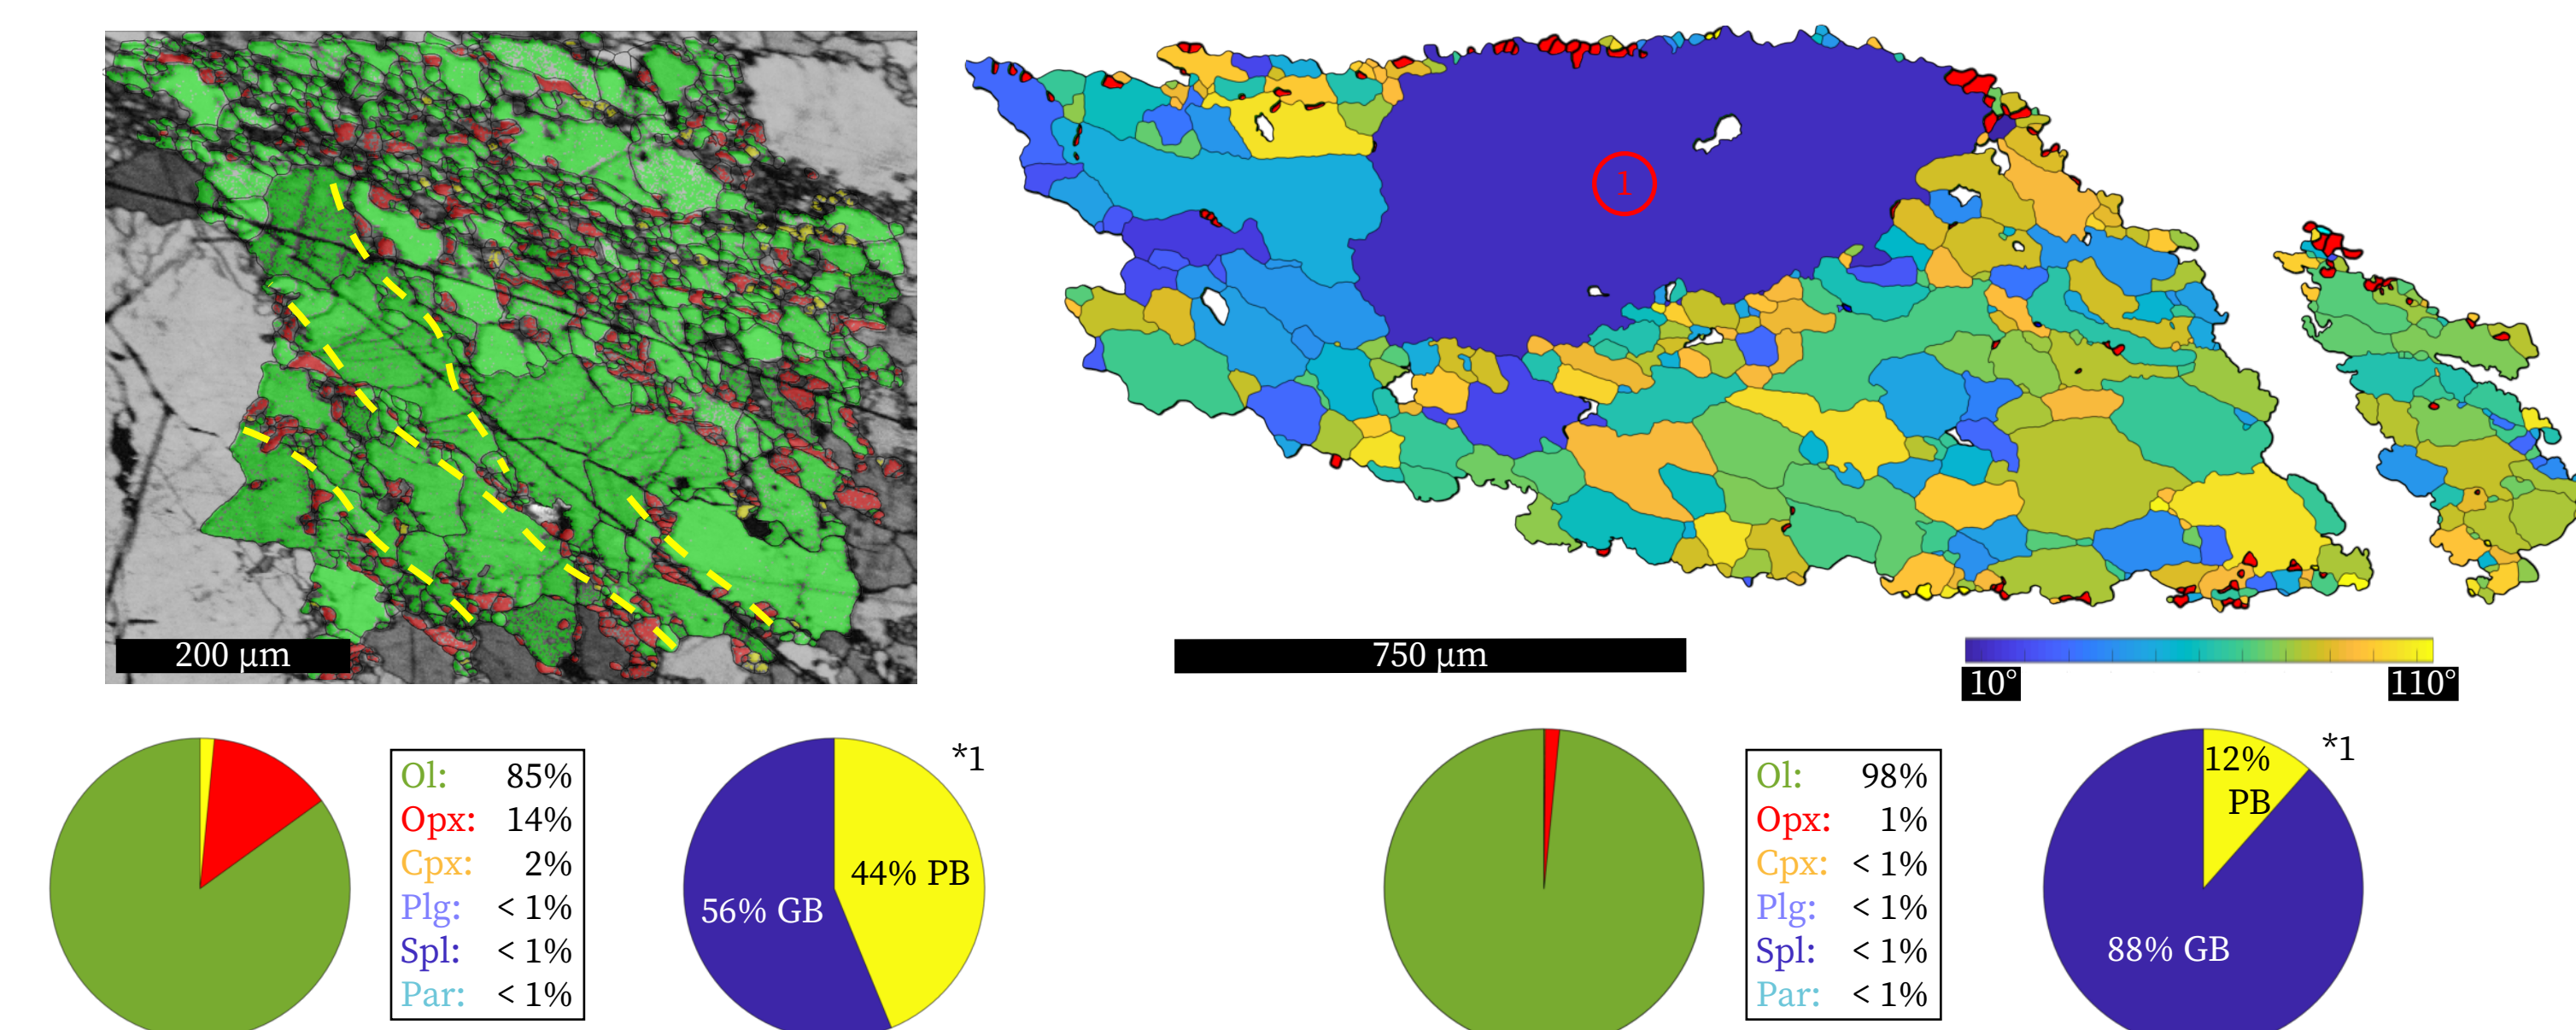 1
200 µm
750 µm
10°
110°
Ol: 85%
Opx: 14%
Cpx: 2%
Plg: < 1%
Spl: < 1%
Par: < 1%
*1
44% PB
56% GB
Ol: 98%
Opx: 1%
Cpx: < 1%
Plg: < 1%
Spl: < 1%
Par: < 1%
*1
12%
PB
88% GB